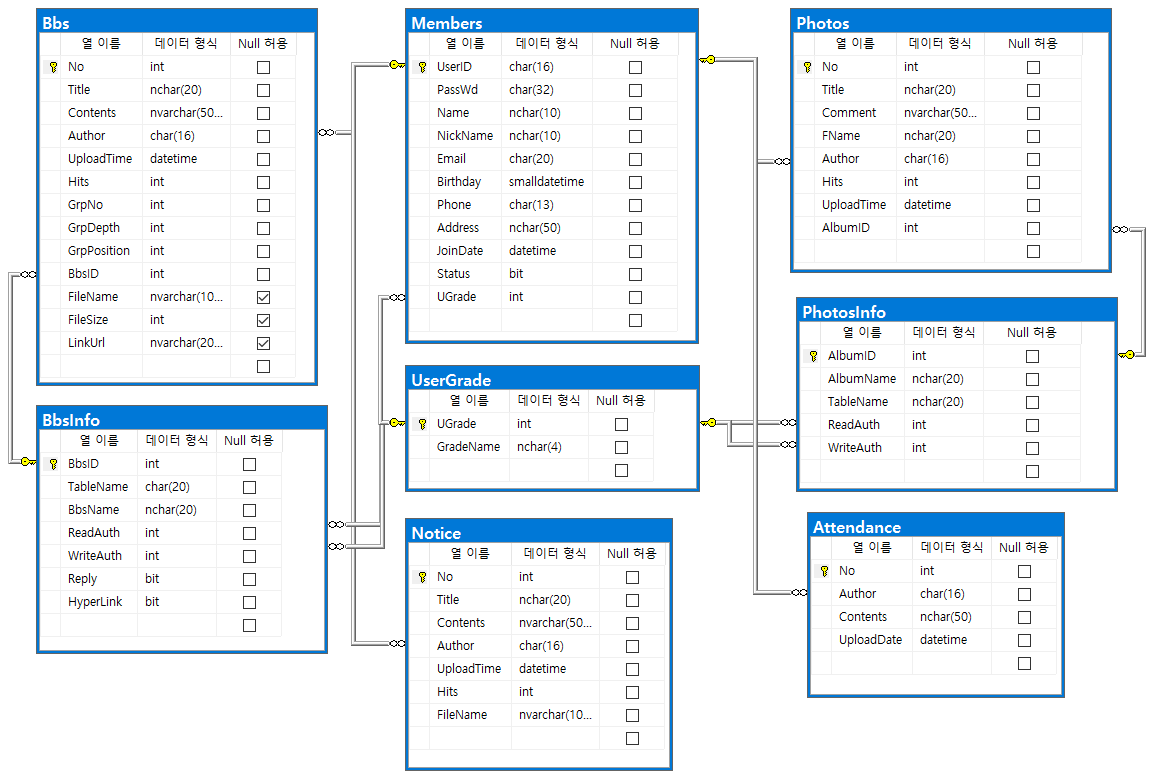 Bbs
열 이름 데이터 형식 Null 허용
No int
Title nchar(20)
Contents nvarchar(50...
Author char(16)
UploadTime datetime
Hits int
GrpNo int
GrpDepth int
GrpPosition int
BbsID int
FileName nvarchar(10...
FileSize int
LinkUrl nvarchar(20...
BbsInfo
열 이름 데이터 형식 Null 허용
BbsID int
TableName char(20)
BbsName nchar(20)
ReadAuth int
WriteAuth int
Reply bit
HyperLink bit
Members
열 이름 데이터 형식 Null 허용
UserID char(16)
PassWd char(32)
Name nchar(10)
NickName nchar(10)
Email char(20)
Birthday smalldatetime
Phone char(13)
Address nchar(50)
JoinDate datetime
Status bit
UGrade int
UserGrade
열 이름 데이터 형식 Null 허용
UGrade int
GradeName nchar(4)
Notice
열 이름 데이터 형식 Null 허용
No int
Title nchar(20)
Contents nvarchar(50...
Author char(16)
UploadTime datetime
Hits int
FileName nvarchar(10...
Photos
열 이름 데이터 형식 Null 허용
No int
Title nchar(20)
Comment nvarchar(50...
FName nchar(20)
Author char(16)
Hits int
UploadTime datetime
AlbumID int
PhotosInfo
열 이름 데이터 형식 Null 허용
AlbumID int
AlbumName nchar(20)
TableName nchar(20)
ReadAuth int
WriteAuth int
Attendance
열 이름 데이터 형식 Null 허용
No int
Author char(16)
Contents nchar(50)
UploadDate datetime